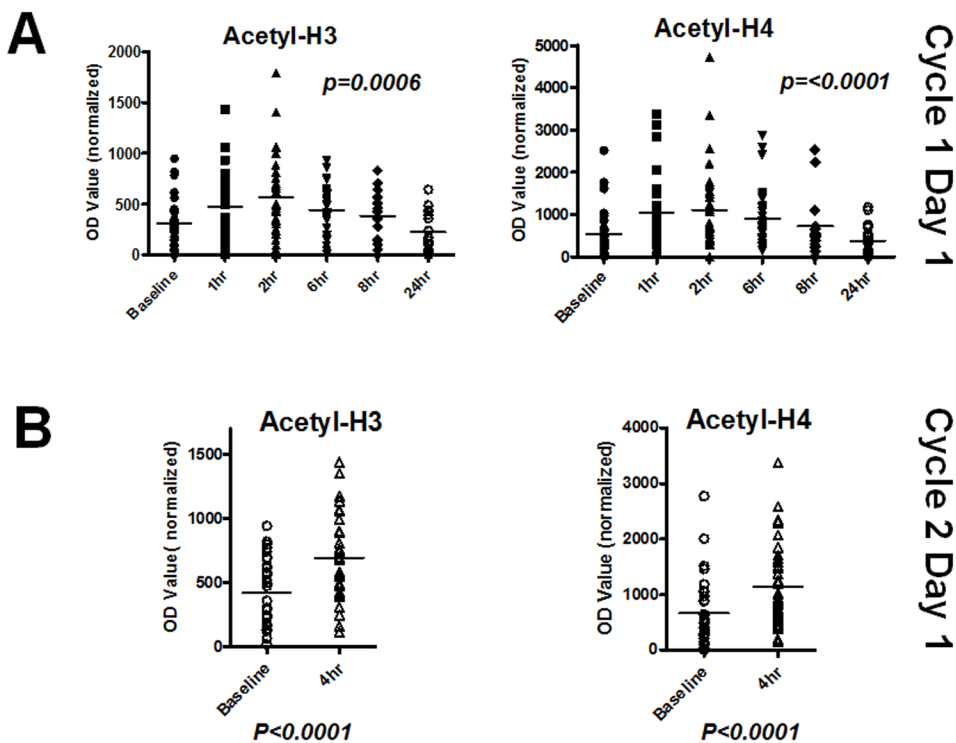 A
Acetyl-H3
p=0.0006
OD Value (normalized)
2000
1500
1000
500
0
Baseline
1hr
2hr
6hr
8hr
24hr
Acetyl-H4
p=<0.0001
OD Value (normalized)
5000
4000
3000
2000
1000
0
Baseline
1hr
2hr
6hr
8hr
24hr
Cycle 1 Day 1
B
Acetyl-H3
OD Value( normalized)
1500
1000
500
0
Baseline
4hr
P<0.0001
Acetyl-H4
OD Value (normalized)
4000
3000
2000
1000
0
Baseline
4hr
P<0.0001
Cycle 2 Day 1